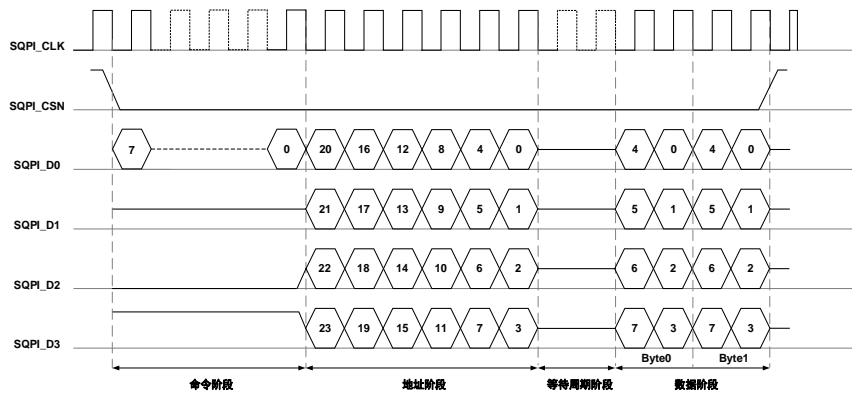 SQPI_CLK
SQPI_CSN
SQPI_D0 7 0 20 16 12 8 4 0 4 0 4 0
SQPI_D1 21 17 13 9 5 1 5 1 5 1
SQPI_D2 22 18 14 10 6 2 6 2 6 2
SQPI_D3 23 19 15 11 7 3 7 3 7 3
Byte0 Byte1
命令阶段 地址阶段 等待周期阶段 数据阶段